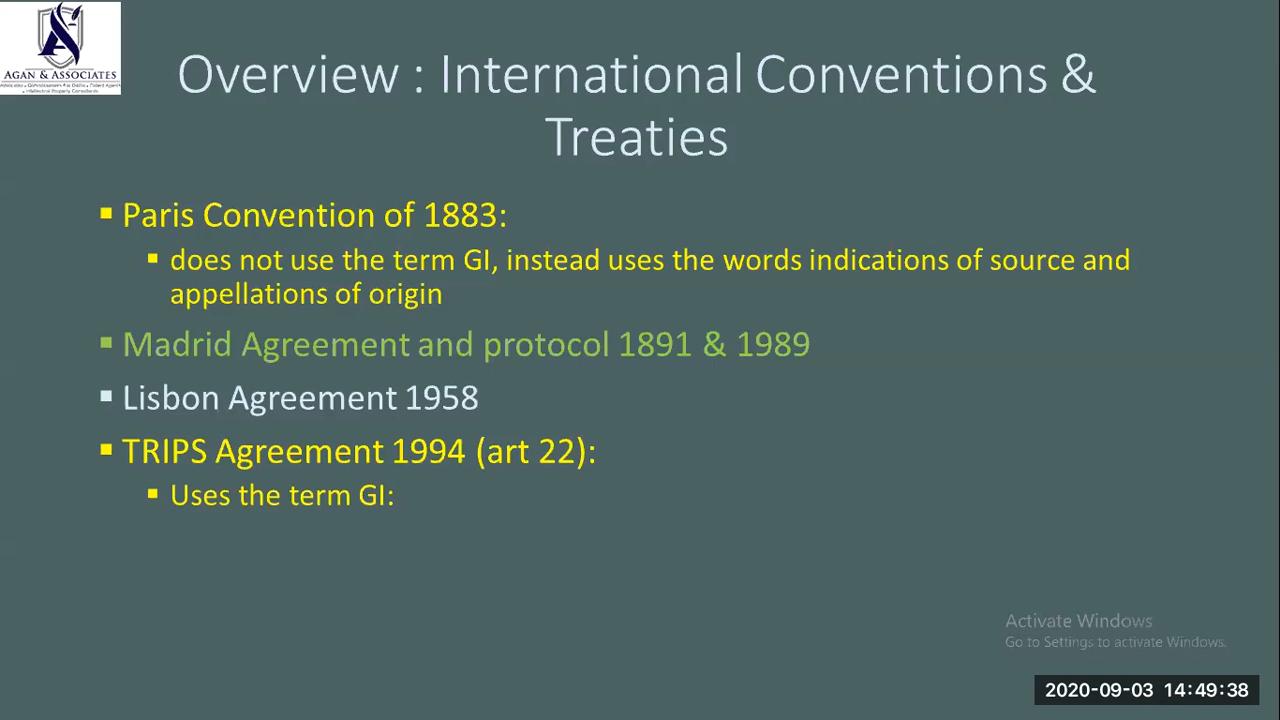 AGAN & ASSOCIATES
Overview : International Conventions &
Treaties
▪ Paris Convention of 1883:
▪ does not use the term GI, instead uses the words indications of source and
appellations of origin
▪ Madrid Agreement and protocol 1891 & 1989
▪ Lisbon Agreement 1958
▪ TRIPS Agreement 1994 (art 22):
▪ Uses the term GI:
Activate Windows
Go to Settings to activate Windows.
2020-09-03 14:49:38